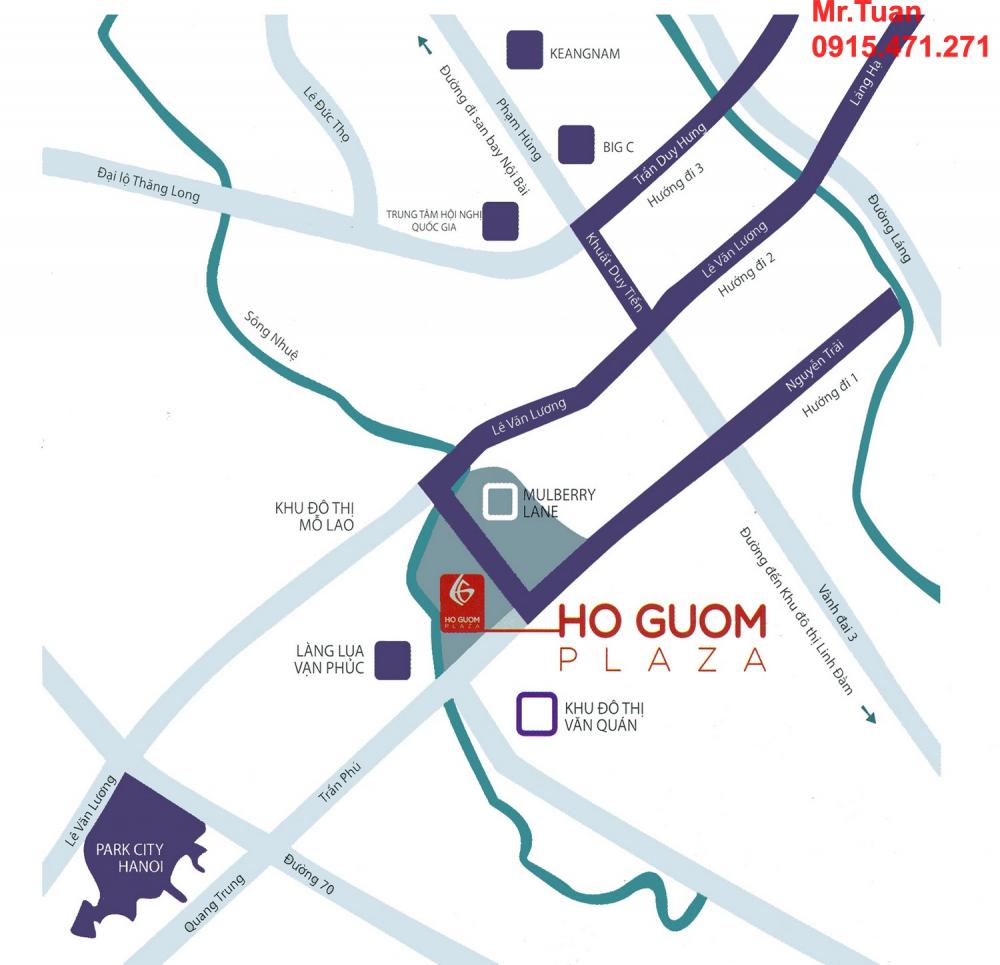 Mr.Tuan
0915.471.271
KEANGNAM
Lê Đức Thọ
Phạm Hùng
Đường đi sân bay Nội Bài
Láng Hạ
BIG C
Trần Duy Hưng
Hướng đi 3
Đại lộ Thăng Long
TRUNG TÂM HỘI NGHỊ
QUỐC GIA
Đường Láng
Khuất Duy Tiến
Lê Văn Lương
Hướng đi 2
Sông Nhuệ
Nguyễn Trãi
Hướng đi 1
Lê Văn Lương
KHU ĐÔ THỊ
MỖ LAO
MULBERRY
LANE
HO GUOM
PLAZA
HO GUOM
PLAZA
Đường đến Khu đô thị Linh Đàm
Vành đai 3
LÀNG LỤA
VẠN PHÚC
KHU ĐÔ THỊ
VĂN QUÁN
Trần Phú
Lê Văn Lương
PARK CITY
HANOI
Đường 70
Quang Trung